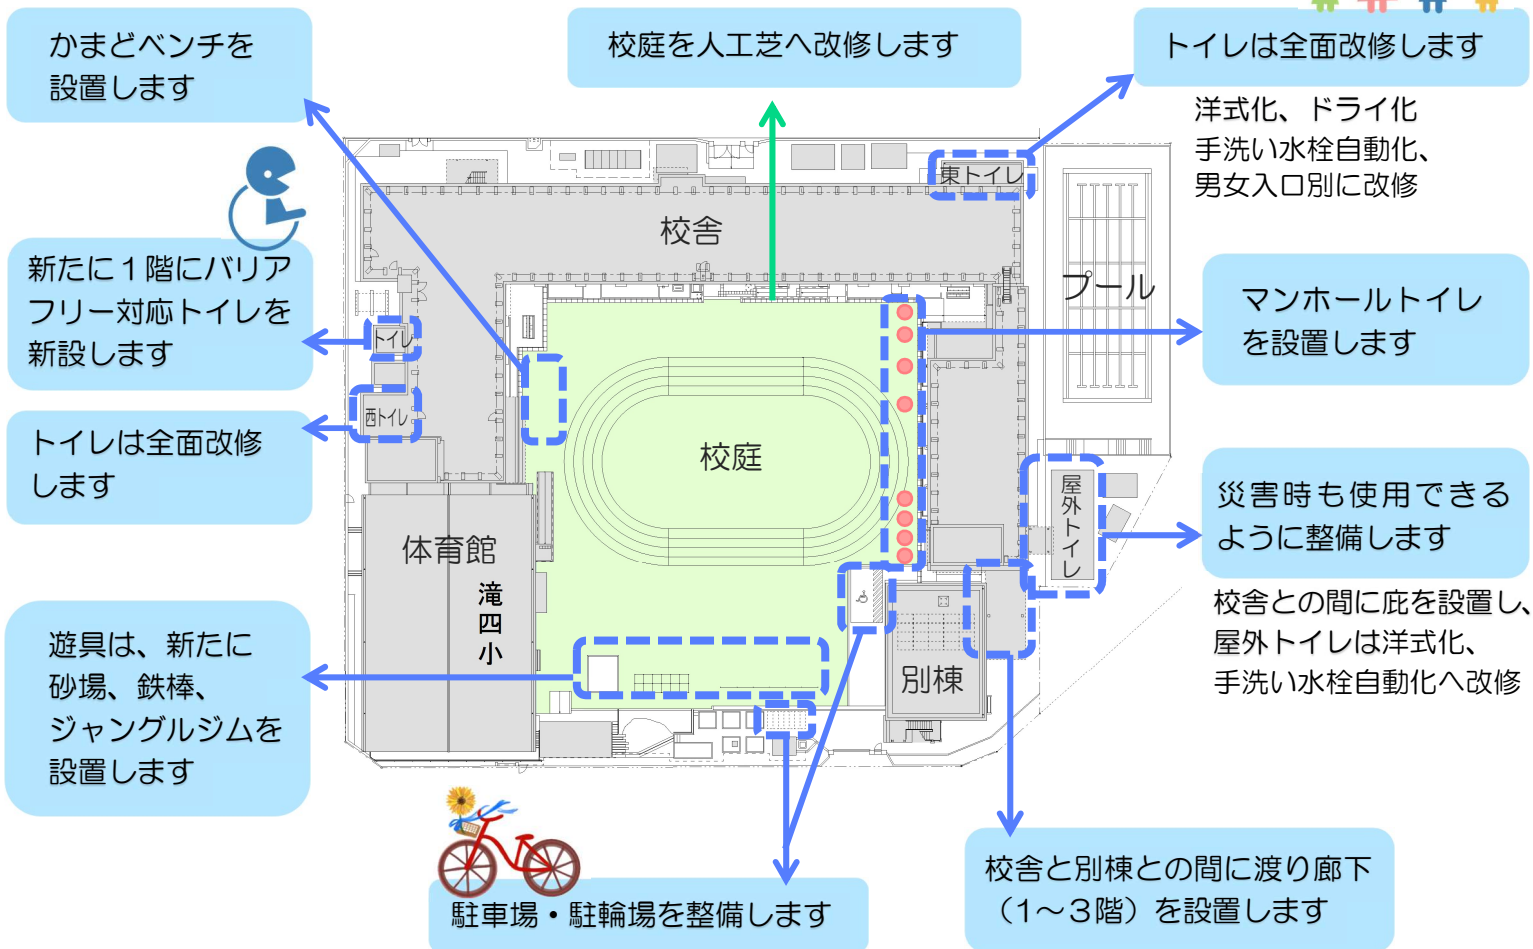 かまどベンチを
設置します
校庭を人工芝へ改修します
トイレは全面改修します
洋式化、ドライ化
手洗い水栓自動化、
男女入口別に改修
東トイレ
校舎
プール
新たに１階にバリア
フリー対応トイレを
新設します
トイレ
マンホールトイレ
を設置します
西トイレ
トイレは全面改修
します
校庭
屋外トイレ
災害時も使用できる
ように整備します
校舎との間に庇を設置し、
屋外トイレは洋式化、
手洗い水栓自動化へ改修
体育館
滝四小
別棟
遊具は、新たに
砂場、鉄棒、
ジャングルジムを
設置します
駐車場・駐輪場を整備します
校舎と別棟との間に渡り廊下
（１～３階）を設置します